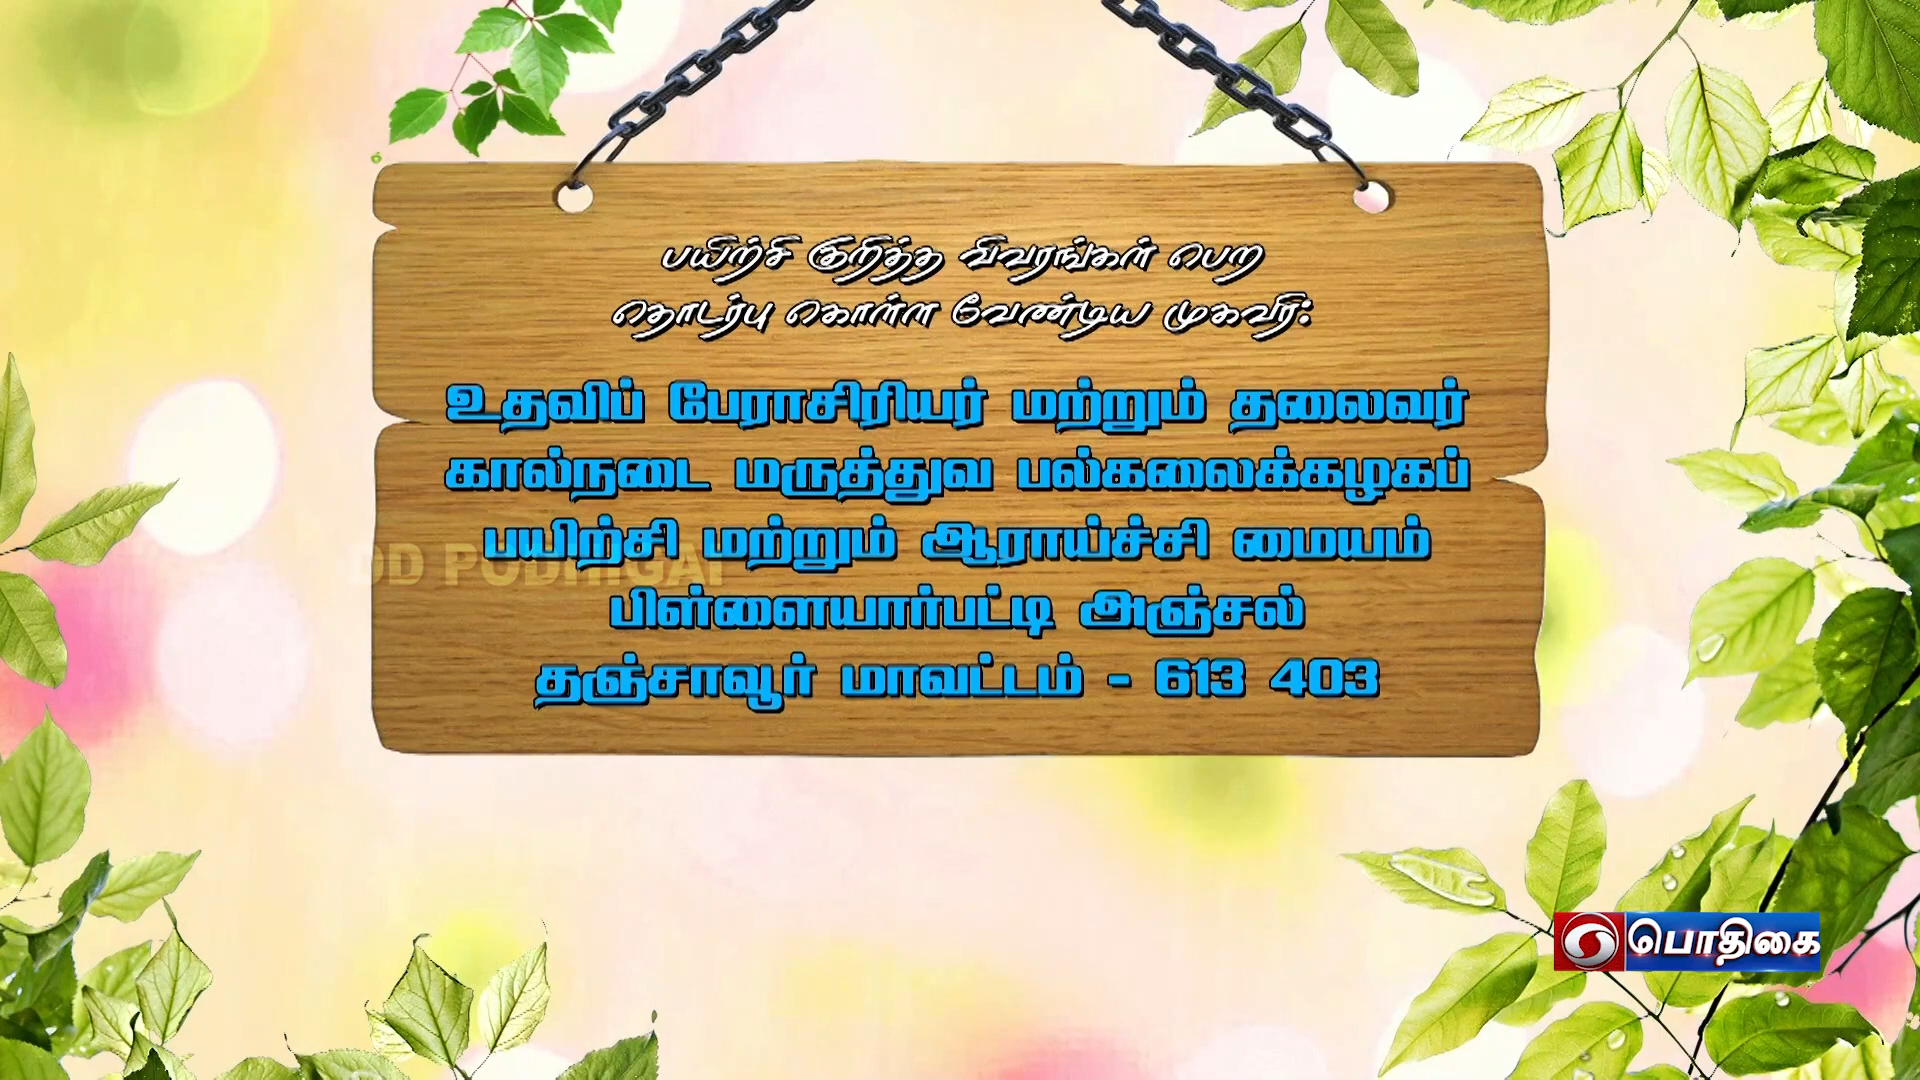 பயிற்சி குறித்த விவரங்கள் பெற
தொடர்பு கொள்ள வேண்டிய முகவரி:
உதவிப் பேராசிரியர் மற்றும் தலைவர்
கால்நடை மருத்துவ பல்கலைக்கழகப்
பயிற்சி மற்றும் ஆராய்ச்சி மையம்
DD PODHIGAI
பிள்ளையார்பட்டி அஞ்சல்
தஞ்சாவூர் மாவட்டம் - 613 403
பொதிகை